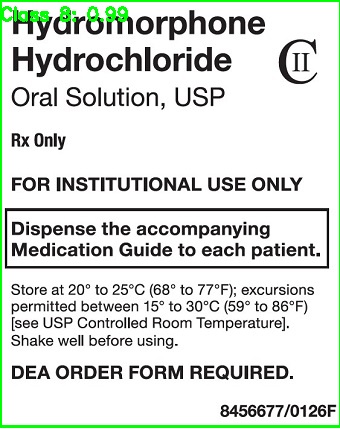 Class 8: 0.99
Hydromorphone
Hydrochloride
CII
Oral Solution, USP
Rx Only
FOR INSTITUTIONAL USE ONLY
Dispense the accompanying
Medication Guide to each patient.
Store at 20° to 25°C (68° to 77°F); excursions
permitted between 15° to 30°C (59° to 86°F)
[see USP Controlled Room Temperature].
Shake well before using.
DEA ORDER FORM REQUIRED.
8456677/0126F